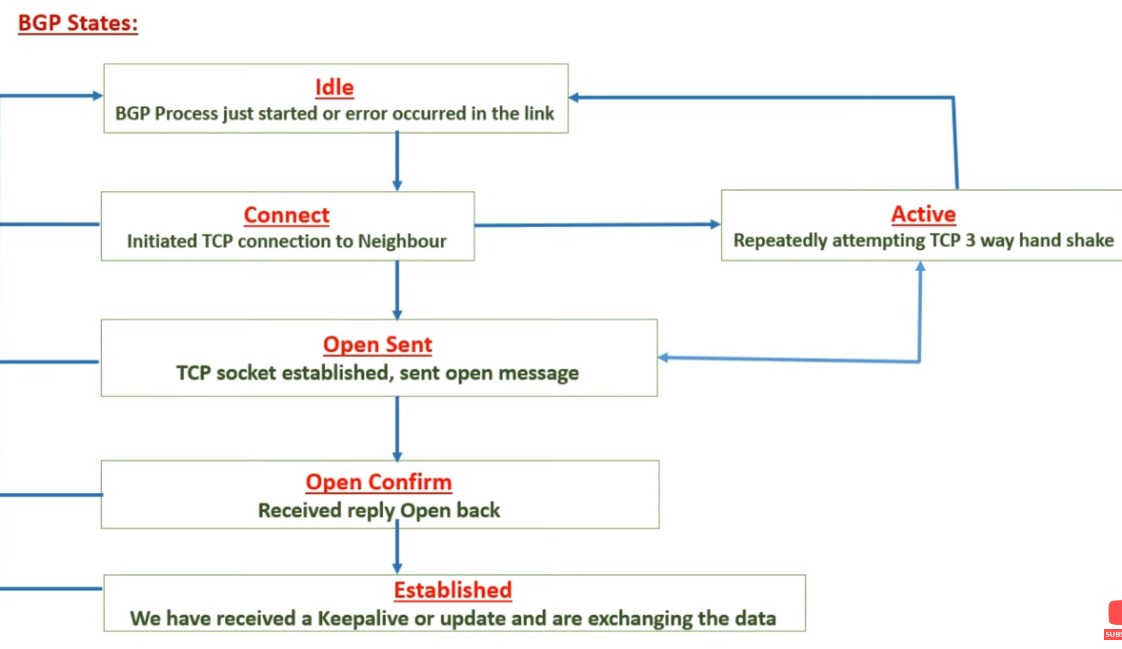 BGP States:
Idle
BGP Process just started or error occurred in the link
Connect
Initiated TCP connection to Neighbour
Active
Repeatedly attempting TCP 3 way hand shake
Open Sent
TCP socket established, sent open message
Open Confirm
Received reply Open back
Established
We have received a Keepalive or update and are exchanging the data